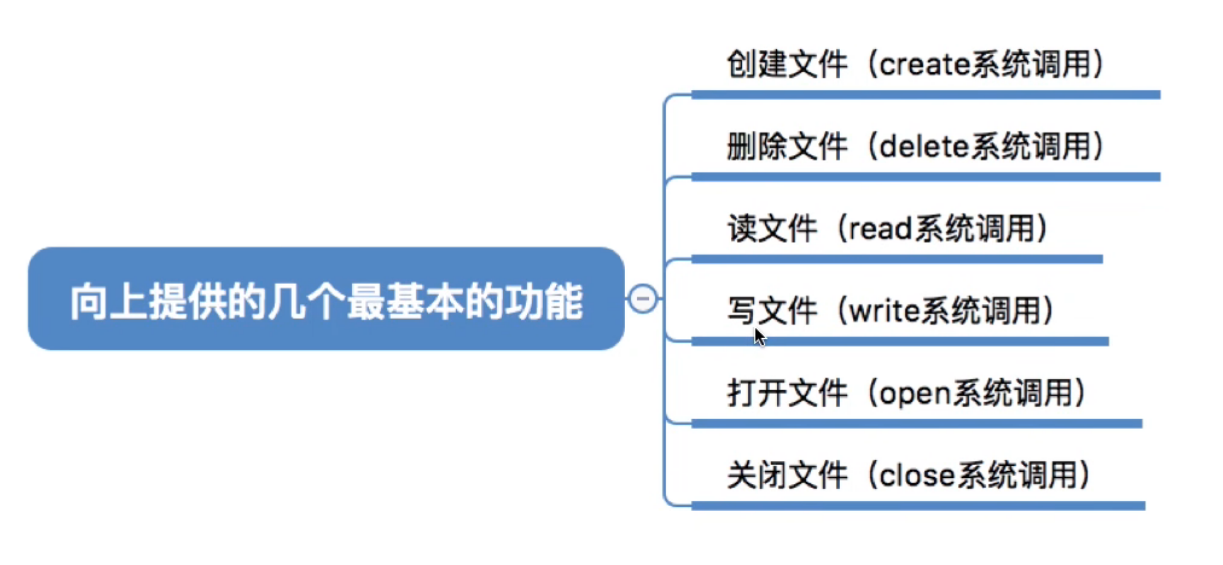 向上提供的几个最基本的功能
创建文件（create系统调用）
删除文件（delete系统调用）
读文件（read系统调用）
写文件（write系统调用）
打开文件（open系统调用）
关闭文件（close系统调用）